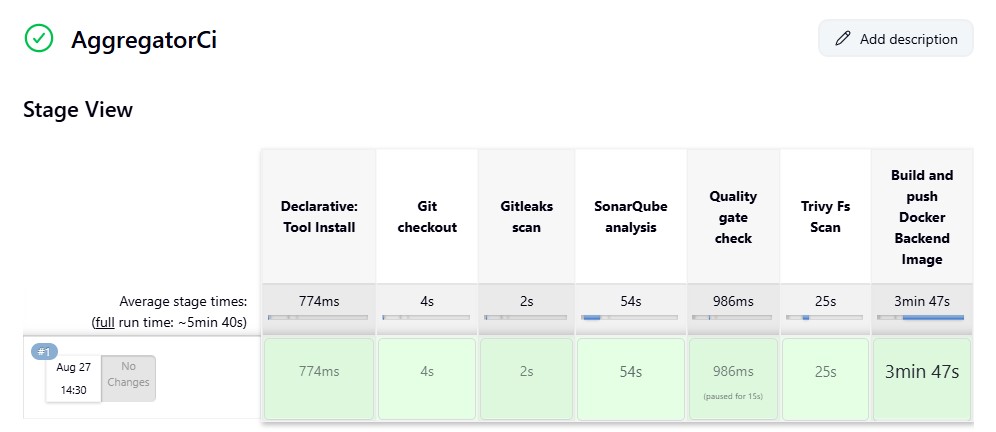 AggregatorCi
Add description
Stage View
Declarative:
Tool Install
Git
checkout
Gitleaks
scan
SonarQube
analysis
Quality
gate
check
Trivy Fs
Scan
Build and
push
Docker
Backend
Image
Average stage times:
(full run time: ~5min 40s)
774ms
4s
2s
54s
986ms
25s
3min 47s
#1
Aug 27
14:30
No
Changes
774ms
4s
2s
54s
986ms
(paused for 15s)
25s
3min 47s